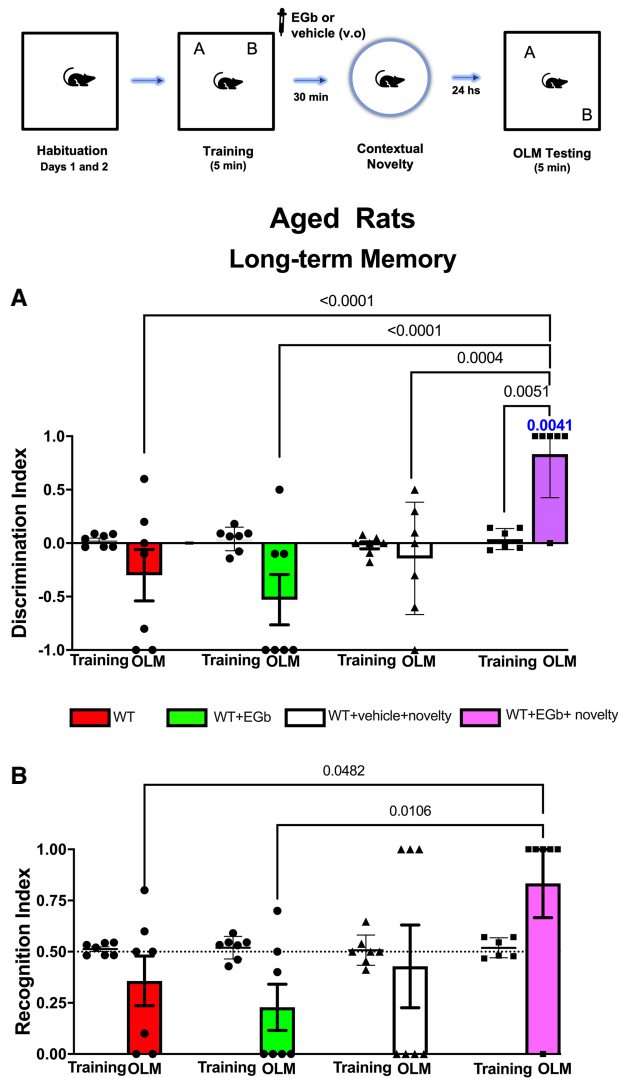 EGb or
vehicle (v.o)
A B
A
B
30 min
24 hs
Habituation
Days 1 and 2
Training
(5 min)
Contextual
Novelty
OLM Testing
(5 min)
Aged Rats
Long-term Memory
A
<0.0001
<0.0001
0.0004
0.0051
0.0041
Discrimination Index
1.0
0.5
0.0
-0.5
-1.0
Training OLM Training OLM Training OLM Training OLM
WT WT+EGb WT+vehicle+novelty WT+EGb+ novelty
B
0.0482
0.0106
Recognition Index
1.00
0.75
0.50
0.25
0.00
Training OLM Training OLM Training OLM Training OLM